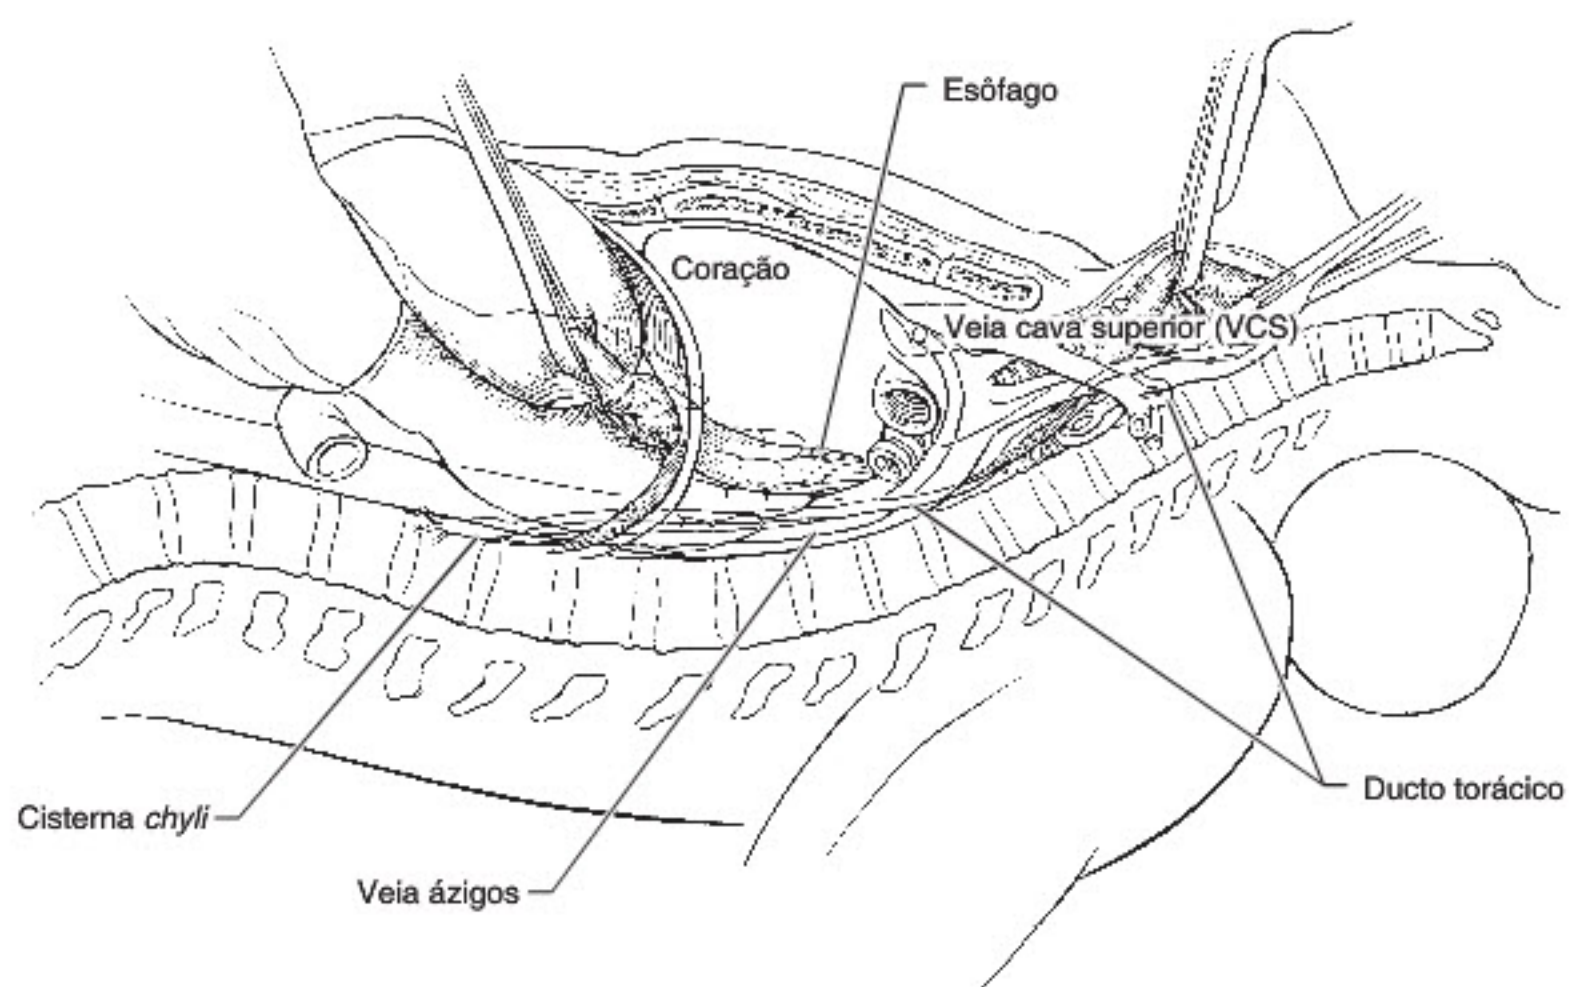 Esôfago
Coração
Veia cava superior (VCS)
Ducto torácico
Cisterna chyli
Veia ázigos